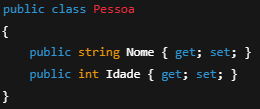 public class Pessoa
{
    public string Nome { get; set; }
    public int Idade { get; set; }
}